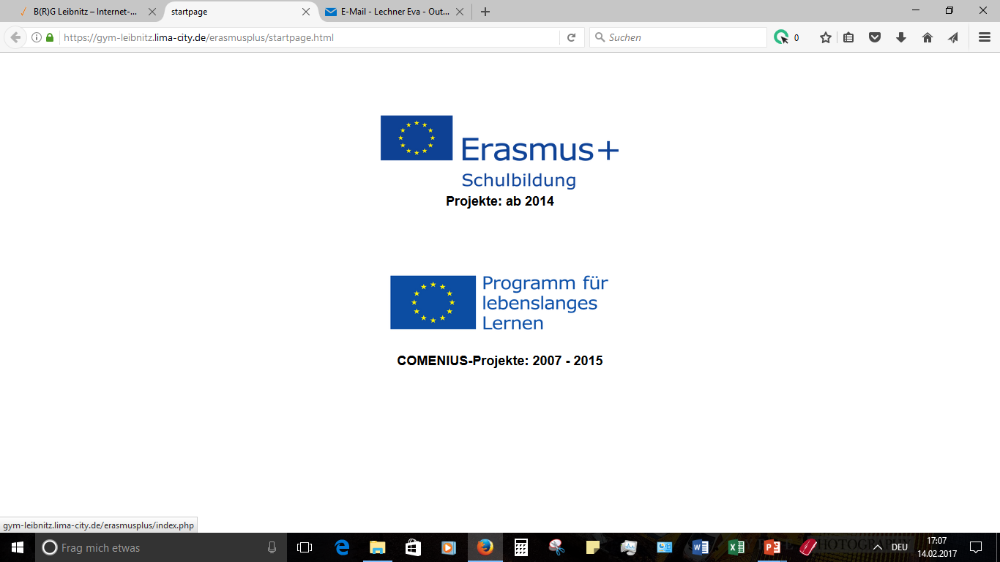 B(R)G Leibnitz – Internet-...
startpage
E-Mail - Lechner Eva - Out...
https://gym-leibnitz.lima-city.de/erasmusplus/startpage.html
Suchen
0
Erasmus+
Schulbildung
Projekte: ab 2014
Programm für
lebenslanges
Lernen
COMENIUS-Projekte: 2007 - 2015
gym-leibnitz.lima-city.de/erasmusplus/index.php
Frag mich etwas
PHOTOGRAPHY
DEU
17:07
14.02.2017